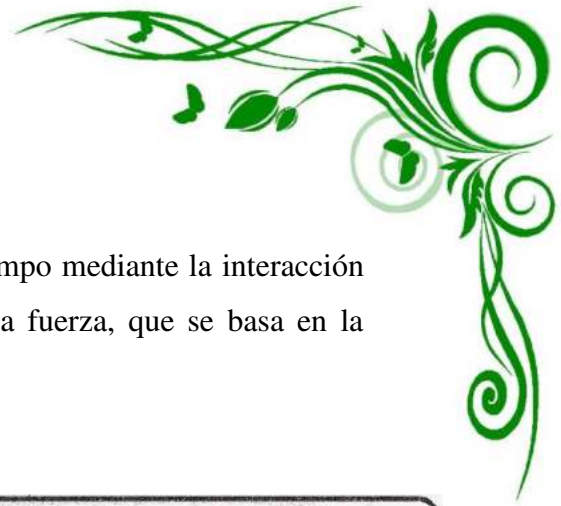 mpo mediante la interacción
a fuerza, que se basa en la